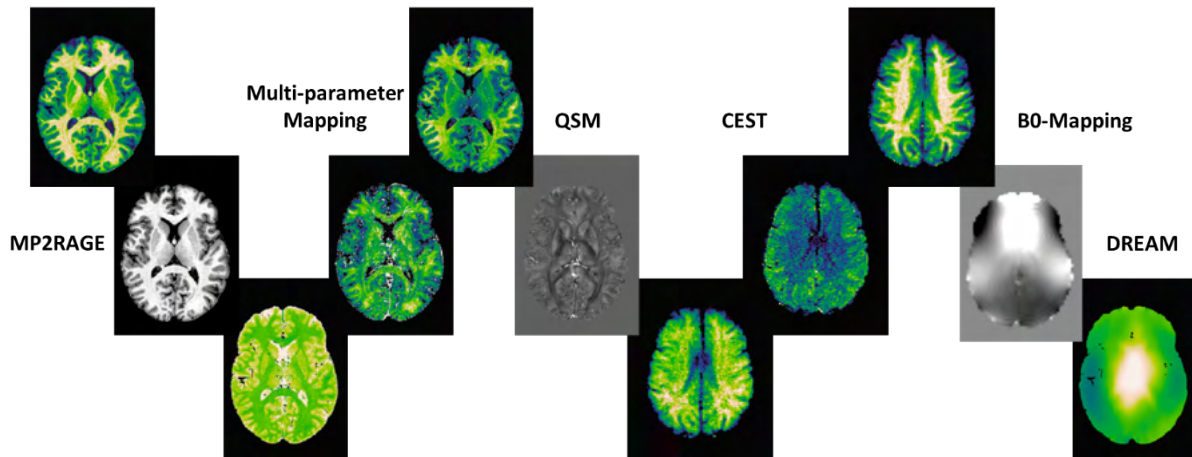 Multi-parameter
Mapping
QSM
CEST
B0-Mapping
MP2RAGE
DREAM